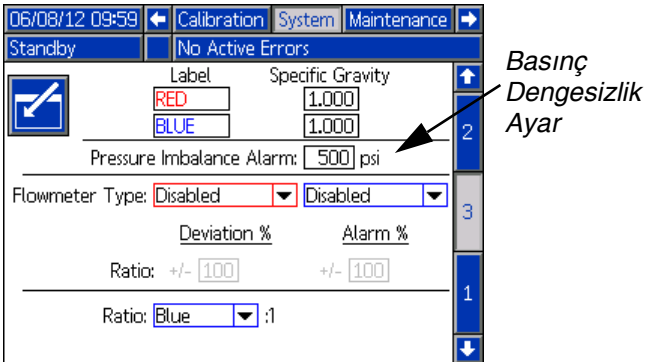 06/08/12 09:59 Calibration System Maintenance
Standby No Active Errors
Label Specific Gravity
RED 1.000
BLUE 1.000
Pressure Imbalance Alarm: 500 psi
Flowmeter Type: Disabled Disabled
Deviation % Alarm %
Ratio: +/- 100 +/- 100
Ratio: Blue :1
2
3
1
Basınç
Dengesizlik
Ayar